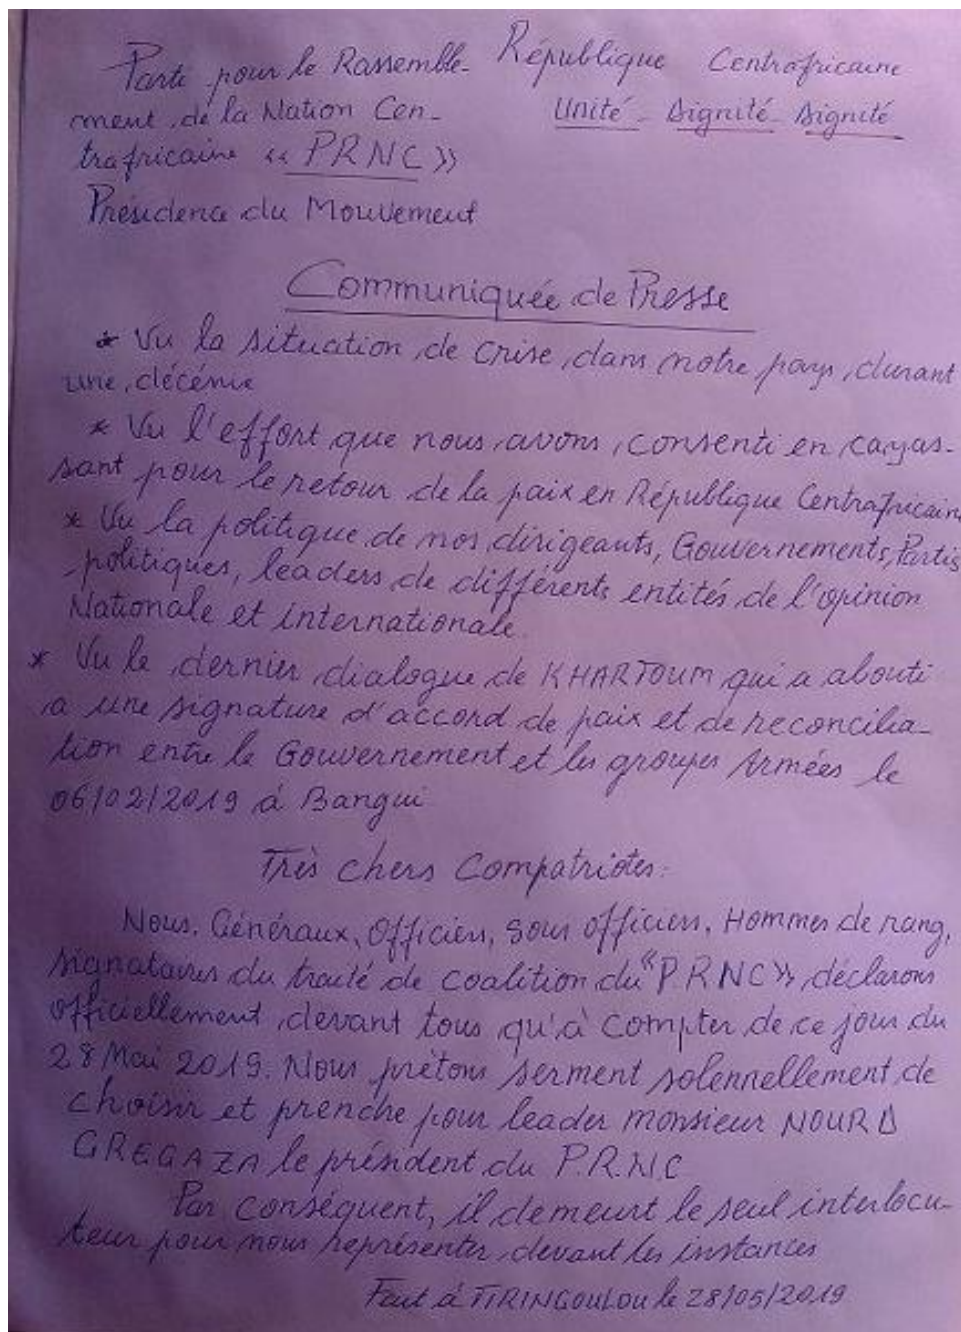 Parti pour le Rassemble-
ment de la Nation Cen-
trafricaine « PRNC »
Présidence du Mouvement
République Centrafricaine
Unité - Dignité - Dignité
Communiquée de Presse
* Vu la situation de crise dans notre pays durant
une décénie
* Vu l'effort que nous avons consenti en
sant pour le retour de la paix en République Centrafricaine
* Vu la politique de nos dirigeants, Gouvernements, Partis
politiques, leaders de différents entités de l'opinion
Nationale et internationale.
* Vu le dernier dialogue de KHARTOUM qui a abouti
a une signature d'accord de paix et de reconcilia-
tion entre le Gouvernement et les groupes Armées le
06/02/2019 à Bangui
Très chers Compatriotes:
Nous, Généraux, Officiers, Sous officiers, Hommes de rang,
signataires du traité de coalition du "P.RNC», déclarons
officiellement devant tous qu'à compter de ce jour du
28 Mai 2019. Nous prêtons serment solennellement de
choisir et prendre pour leader monsieur NOURD
GREGAZA le président du P.R.N.C
Par conséquent, il demeurt le seul interlocu-
teur pour nous représenter devant les instances
Fait à TIRINGOULOU le 28/05/2019